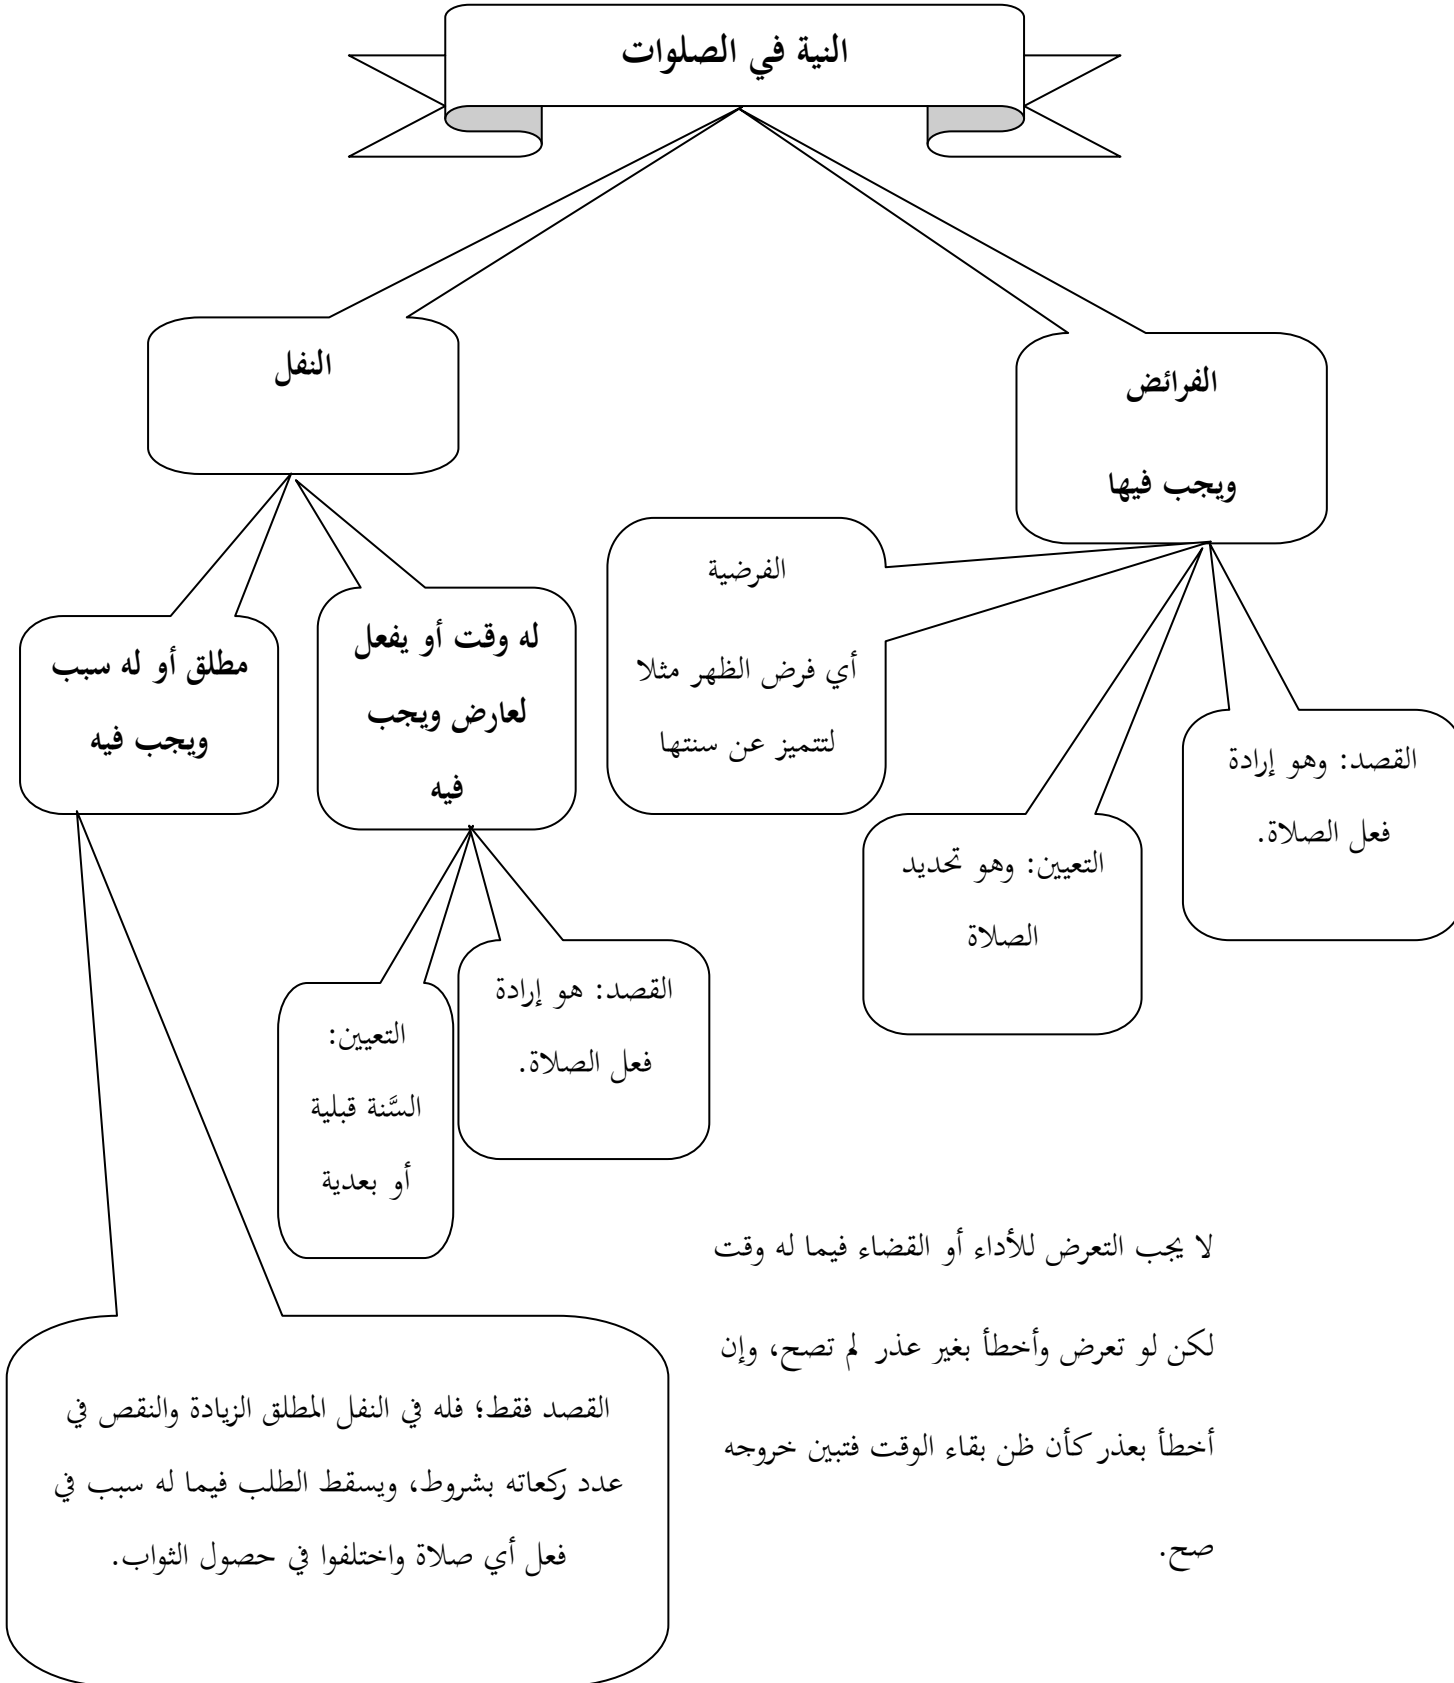 النية في الصلوات
الفرائض
ويجب فيها
القصد: وهو إرادة
فعل الصلاة.
التعيين: وهو تحديد
الصلاة
الفرضية
أي فرض الظهر مثلا
لتتميز عن سنتها
النفل
له وقت أو يفعل
لعارض ويجب
فيه
القصد: هو إرادة
فعل الصلاة.
التعيين:
السَّنة قبلية
أو بعدية
مطلق أو له سبب
ويجب فيه
القصد فقط؛ فله في النفل المطلق الزيادة والنقص في
عدد ركعاته بشروط، ويسقط الطلب فيما له سبب في
فعل أي صلاة واختلفوا في حصول الثواب.
لا يجب التعرض للأداء أو القضاء فيما له وقت
لكن لو تعرض وأخطأ بغير عذر لم تصح، وإن
أخطأ بعذر كأن ظن بقاء الوقت فتبين خروجه
صح.